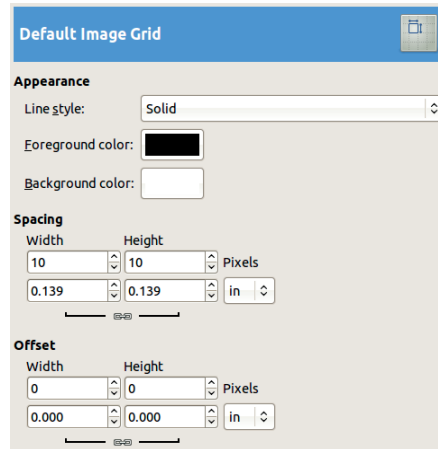 Default Image Grid
Appearance
Line style: Solid
Foreground color:
Background color:
Spacing
Width Height
10 10 Pixels
0.139 0.139 in
Offset
Width Height
0 0 Pixels
0.000 0.000 in